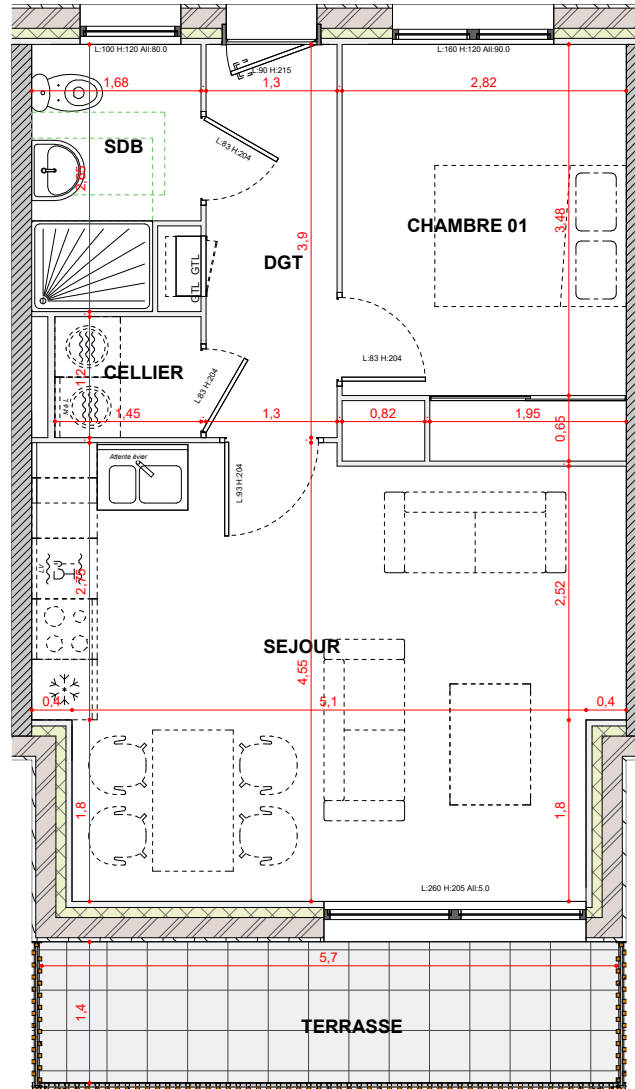 L:100 H:120 All:80.0
L:160 H:120 All:90.0
L:90 H:215
1,68
1,3
2,82
SDB
L:83 H:204
2,65
CHAMBRE 01
3,48
3,9
DGT
GTL
GTL
L:83 H:204
CELLIER
1,2
L:83 H:204
M à L
1,45
1,3
0,82
1,95
0,65
Attente évier
L:93 H:204
LV
2,75
2,52
SEJOUR
4,55
0,4
5,1
0,4
1,8
1,8
L:260 H:205 All:5.0
5,7
1,4
TERRASSE